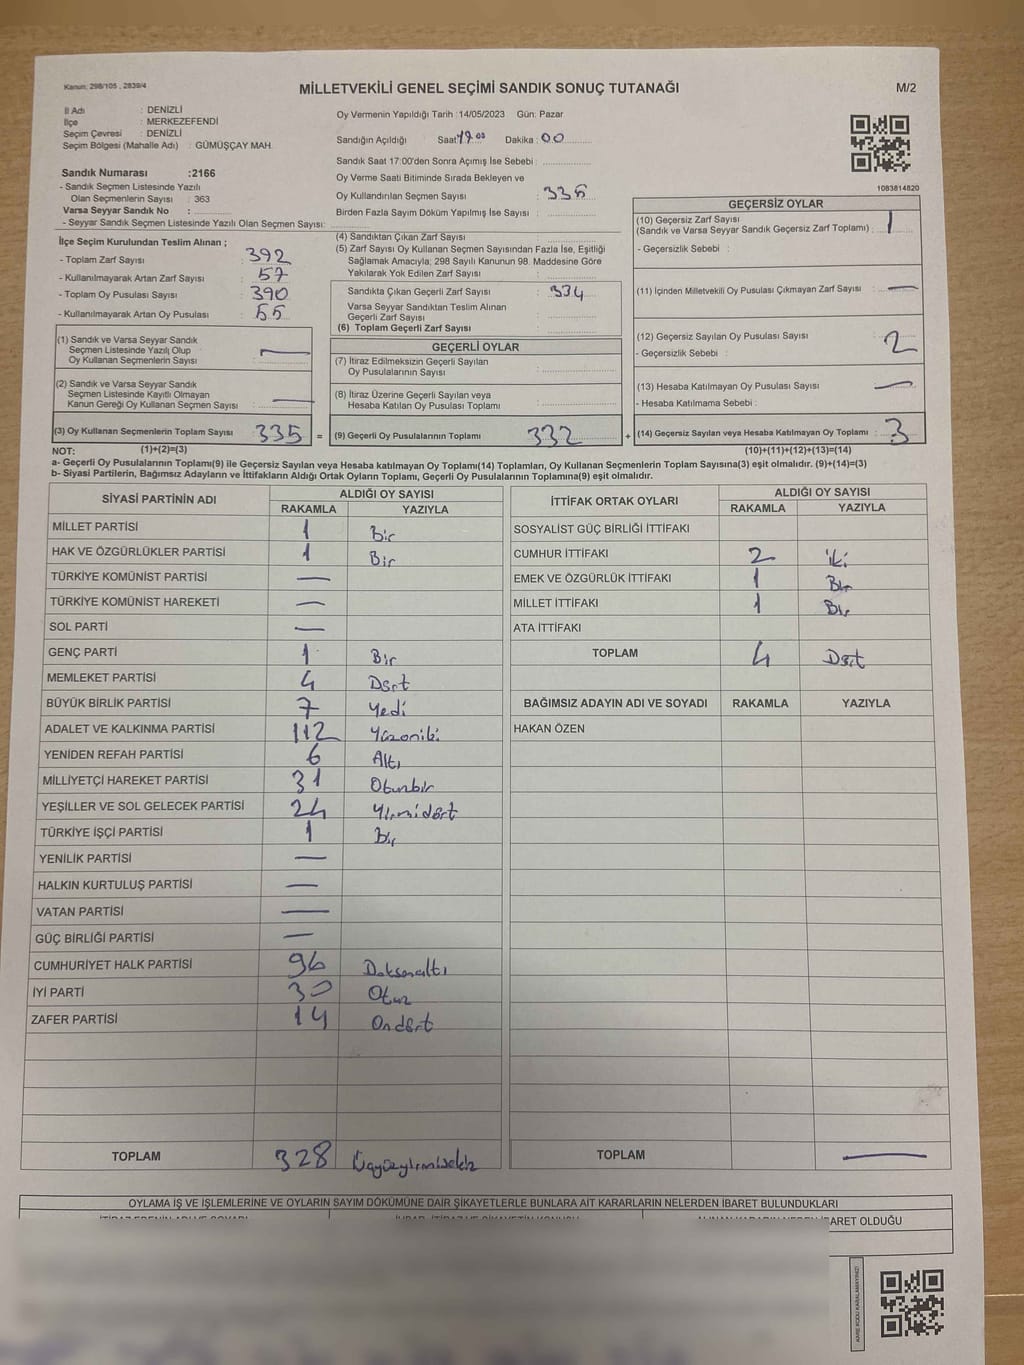 Kanun: 298/105 , 2839/4
MİLLETVEKİLİ GENEL SEÇİMİ SANDIK SONUÇ TUTANAĞI
M/2
İl Adı : DENİZLİ
İlçe : MERKEZEFENDİ
Seçim Çevresi : DENİZLİ
Seçim Bölgesi (Mahalle Adı) : GÜMÜŞÇAY MAH.
Sandık Numarası :2166
- Sandık Seçmen Listesinde Yazılı
Olan Seçmenlerin Sayısı : 363
Varsa Seyyar Sandık No :
- Seyyar Sandık Seçmen Listesinde Yazılı Olan Seçmen Sayısı:
İlçe Seçim Kurulundan Teslim Alınan ;
- Toplam Zarf Sayısı : 392
- Kullanılmayarak Artan Zarf Sayısı : 57
- Toplam Oy Pusulası Sayısı : 390
- Kullanılmayarak Artan Oy Pusulası : 55
(1) Sandık ve Varsa Seyyar Sandık
Seçmen Listesinde Yazılı Olup
Oy Kullanan Seçmenlerin Sayısı : —
(2) Sandık ve Varsa Seyyar Sandık
Seçmen Listesinde Kayıtlı Olmayan
Kanun Gereği Oy Kullanan Seçmen Sayısı : —
(3) Oy Kullanan Seçmenlerin Toplam Sayısı : 335 =
Oy Vermenin Yapıldığı Tarih :14/05/2023 Gün: Pazar
Sandığın Açıldığı Saat: Dakika : 00
Sandık Saat 17:00'den Sonra Açımış İse Sebebi :
Oy Verme Saati Bitiminde Sırada Bekleyen ve
Oy Kullandırılan Seçmen Sayısı :
Birden Fazla Sayım Döküm Yapılmış İse Sayısı :
(4) Sandıktan Çıkan Zarf Sayısı :
(5) Zarf Sayısı Oy Kullanan Seçmen Sayısından Fazla İse, Eşitliği
Sağlamak Amacıyla; 298 Sayılı Kanunun 98. Maddesine Göre
Yakılarak Yok Edilen Zarf Sayısı :
Sandıkta Çıkan Geçerli Zarf Sayısı : 334
Varsa Seyyar Sandıktan Teslim Alınan
Geçerli Zarf Sayısı :
(6) Toplam Geçerli Zarf Sayısı :
GEÇERLİ OYLAR
(7) İtiraz Edilmeksizin Geçerli Sayılan
Oy Pusulalarının Sayısı :
(8) İtiraz Üzerine Geçerli Sayılan veya
Hesaba Katılan Oy Pusulası Toplamı :
(9) Geçerli Oy Pusulalarının Toplamı : 332 +
1083814820
GEÇERSİZ OYLAR
(10) Geçersiz Zarf Sayısı
(Sandık ve Varsa Seyyar Sandık Geçersiz Zarf Toplamı) : 1
- Geçersizlik Sebebi :
(11) İçinden Milletvekili Oy Pusulası Çıkmayan Zarf Sayısı : —
(12) Geçersiz Sayılan Oy Pusulası Sayısı : 2
- Geçersizlik Sebebi :
(13) Hesaba Katılmayan Oy Pusulası Sayısı : —
- Hesaba Katılmama Sebebi :
(14) Geçersiz Sayılan veya Hesaba Katılmayan Oy Toplamı : 3
NOT: (1)+(2)=(3) (10)+(11)+(12)+(13)=(14)
a- Geçerli Oy Pusulalarının Toplamı(9) ile Geçersiz Sayılan veya Hesaba katılmayan Oy Toplamı(14) Toplamları, Oy Kullanan Seçmenlerin Toplam Sayısına(3) eşit olmalıdır. (9)+(14)=(3)
b- Siyasi Partilerin, Bağımsız Adayların ve İttifakların Aldığı Ortak Oyların Toplamı, Geçerli Oy Pusulalarının Toplamına(9) eşit olmalıdır.
SİYASİ PARTİNİN ADI ALDIĞI OY SAYISI
RAKAMLA YAZIYLA
MİLLET PARTİSİ 1 Bir
HAK VE ÖZGÜRLÜKLER PARTİSİ 1 Bir
TÜRKİYE KOMÜNİST PARTİSİ —
TÜRKİYE KOMÜNİST HAREKETİ —
SOL PARTİ —
GENÇ PARTİ 1 Bir
MEMLEKET PARTİSİ 4 Dört
BÜYÜK BİRLİK PARTİSİ 7 Yedi
ADALET VE KALKINMA PARTİSİ 112 Yüzoniki
YENİDEN REFAH PARTİSİ 6 Altı
MİLLİYETÇİ HAREKET PARTİSİ 31 Otuzbir
YEŞİLLER VE SOL GELECEK PARTİSİ 24 Yirmidört
TÜRKİYE İŞÇİ PARTİSİ 1 Bir
YENİLİK PARTİSİ —
HALKIN KURTULUŞ PARTİSİ —
VATAN PARTİSİ —
GÜÇ BİRLİĞİ PARTİSİ —
CUMHURİYET HALK PARTİSİ 96 Doksanaltı
İYİ PARTİ 30 Otuz
ZAFER PARTİSİ 14 Ondört
TOPLAM 328 Üçyüzyirmisekiz
İTTİFAK ORTAK OYLARI ALDIĞI OY SAYISI
RAKAMLA YAZIYLA
SOSYALİST GÜÇ BİRLİĞİ İTTİFAKI
CUMHUR İTTİFAKI 2 İki
EMEK VE ÖZGÜRLÜK İTTİFAKI 1 Bir
MİLLET İTTİFAKI 1 Bir
ATA İTTİFAKI
TOPLAM 4 Dört
BAĞIMSIZ ADAYIN ADI VE SOYADI RAKAMLA YAZIYLA
HAKAN ÖZEN
TOPLAM —
OYLAMA İŞ VE İŞLEMLERİNE VE OYLARIN SAYIM DÖKÜMÜNE DAİR ŞİKAYETLERLE BUNLARA AİT KARARLARIN NELERDEN İBARET BULUNDUKLARI